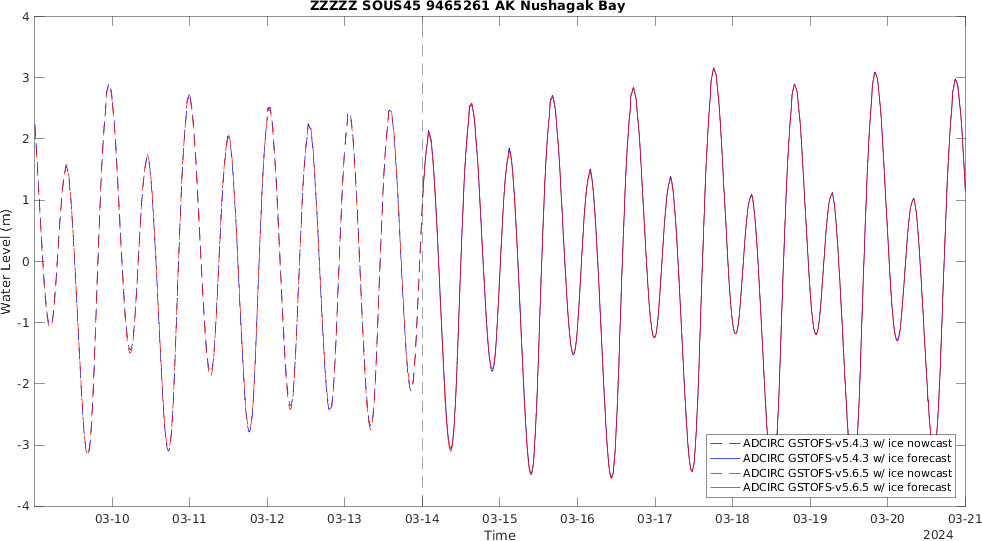 ZZZZZ SOUS45 9465261 AK Nushagak Bay
4
3
2
1
0
-1
-2
-3
-4
Water Level (m)
ADCIRC GSTOFS-v5.4.3 w/ ice nowcast
ADCIRC GSTOFS-v5.4.3 w/ ice forecast
ADCIRC GSTOFS-v5.6.5 w/ ice nowcast
ADCIRC GSTOFS-v5.6.5 w/ ice forecast
03-10 03-11 03-12 03-13 03-14 03-15 03-16 03-17 03-18 03-19 03-20 03-21
Time
2024